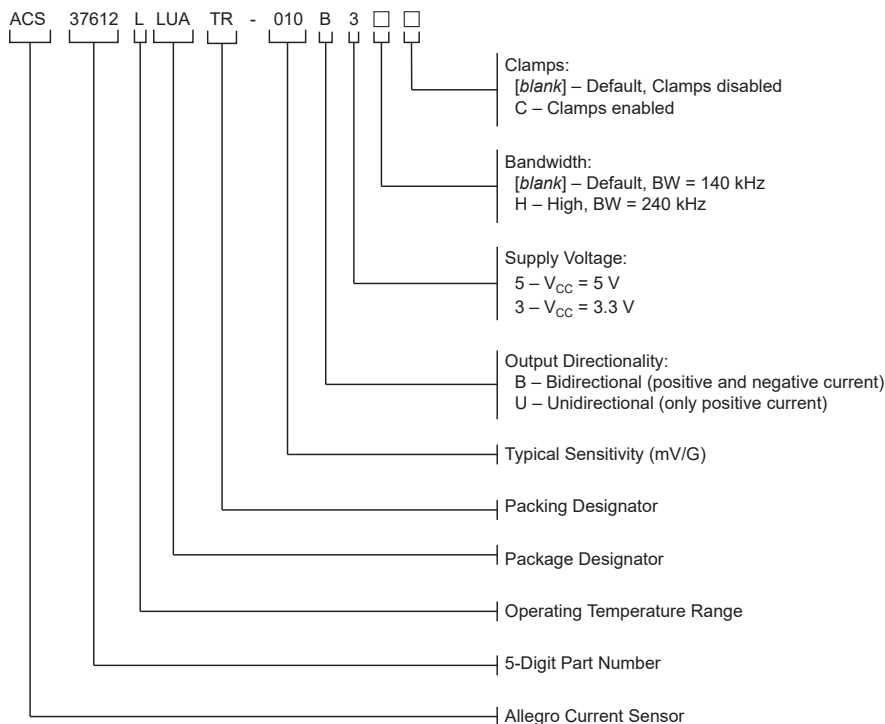 ACS 37612 L LUA TR - 010 B 3 □ □
Clamps:
[blank] – Default, Clamps disabled
C – Clamps enabled
Bandwidth:
[blank] – Default, BW = 140 kHz
H – High, BW = 240 kHz
Supply Voltage:
5 – VCC = 5 V
3 – VCC = 3.3 V
Output Directionality:
B – Bidirectional (positive and negative current)
U – Unidirectional (only positive current)
Typical Sensitivity (mV/G)
Packing Designator
Package Designator
Operating Temperature Range
5-Digit Part Number
Allegro Current Sensor